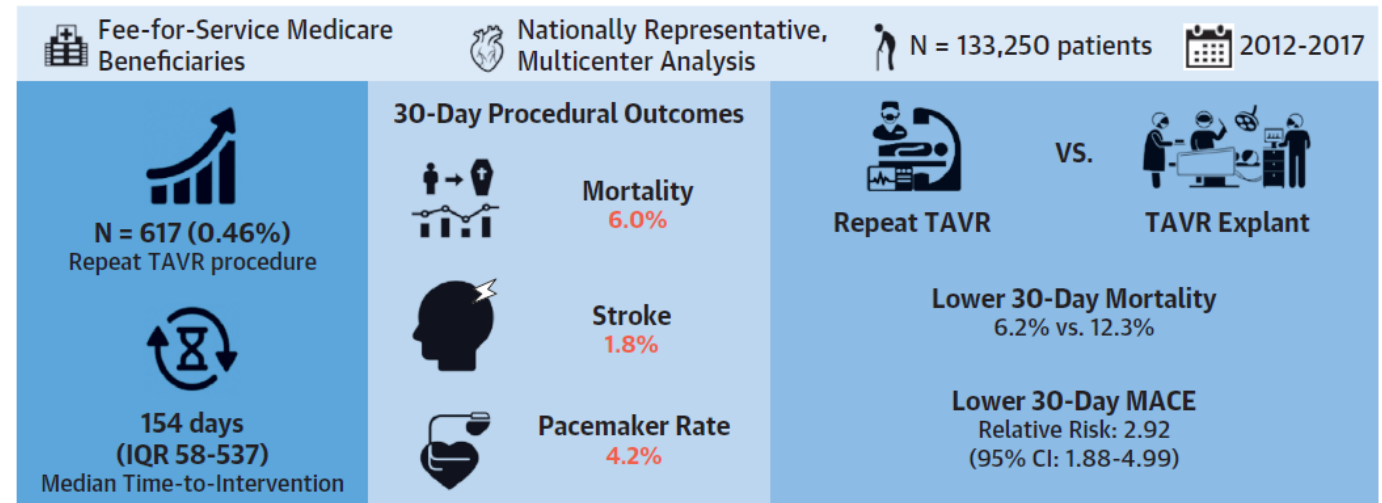 Fee-for-Service Medicare
Beneficiaries
Nationally Representative,
Multicenter Analysis
N = 133,250 patients
2012-2017
N = 617 (0.46%)
Repeat TAVR procedure
154 days
(IQR 58-537)
Median Time-to-Intervention
30-Day Procedural Outcomes
Mortality
6.0%
Stroke
1.8%
Pacemaker Rate
4.2%
Repeat TAVR
VS.
TAVR Explant
Lower 30-Day Mortality
6.2% vs. 12.3%
Lower 30-Day MACE
Relative Risk: 2.92
(95% CI: 1.88-4.99)